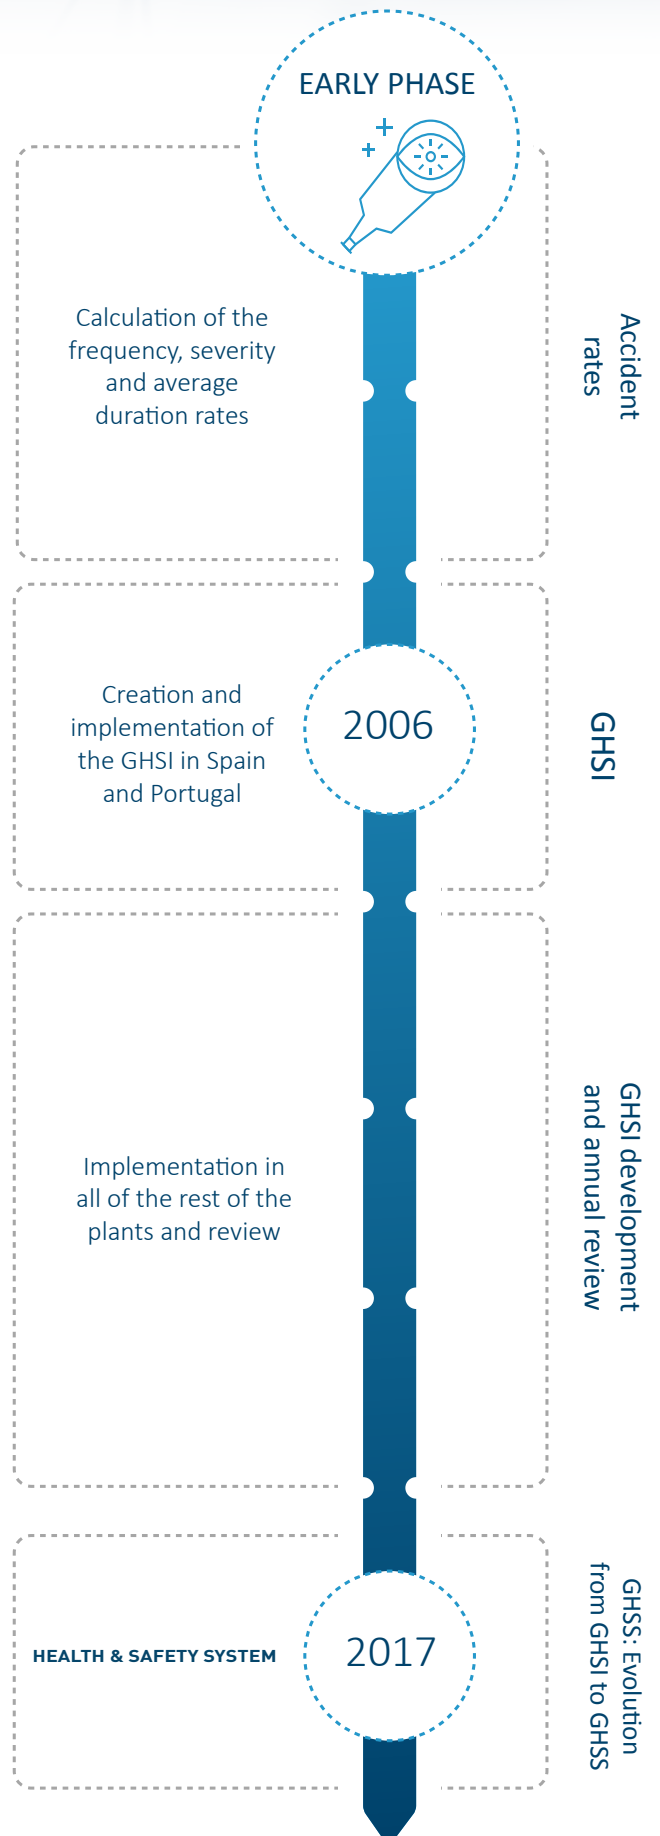 EARLY PHASE
Calculation of the
frequency, severity
and average
duration rates
Accident
rates
Creation and
implementation of
the GHSI in Spain
and Portugal
2006
GHSI
Implementation in
all of the rest of the
plants and review
GHSI development
and annual review
HEALTH & SAFETY SYSTEM
2017
GHSS: Evolution
from GHSI to GHSS